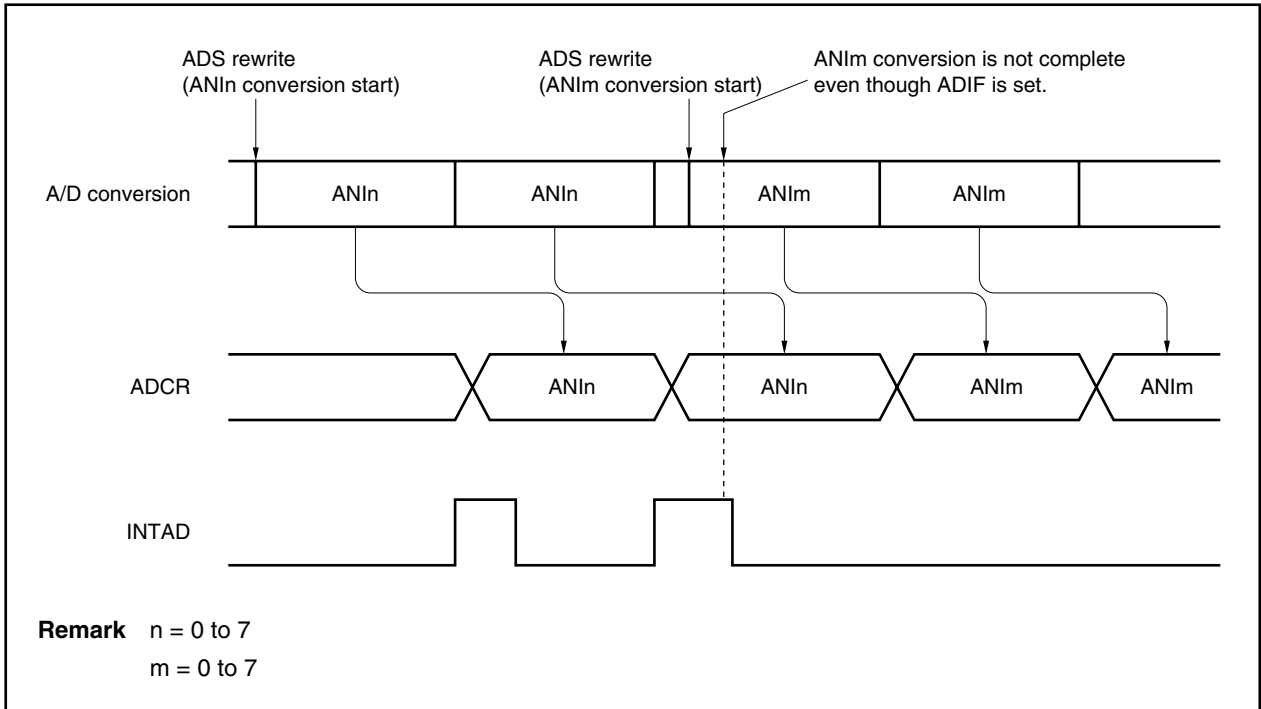 ADS rewrite
(ANIn conversion start)
ADS rewrite
(ANIm conversion start)
ANIm conversion is not complete
even though ADIF is set.
A/D conversion
ANIn
ANIn
ANIm
ANIm
ADCR
ANIn
ANIn
ANIm
ANIm
INTAD
Remark n = 0 to 7
m = 0 to 7